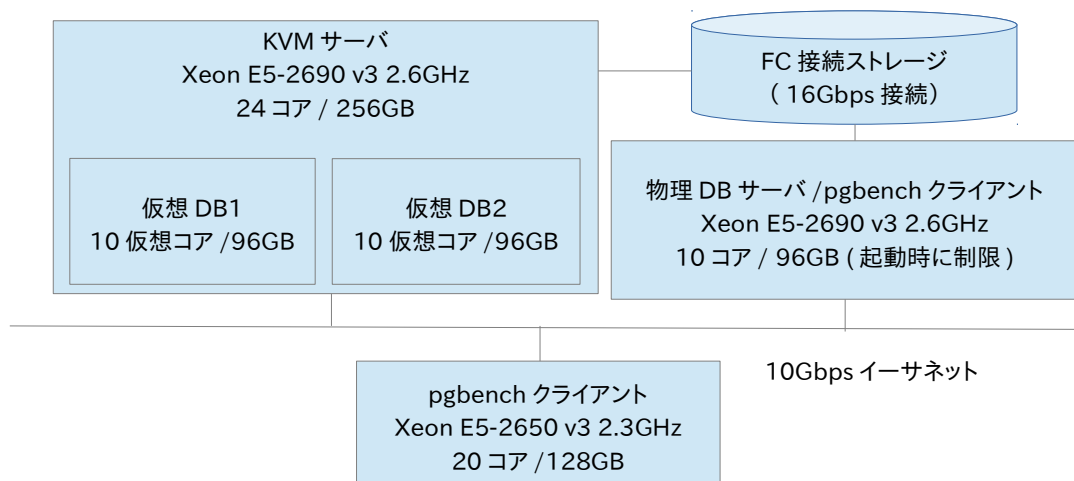 KVM サーバ
Xeon E5-2690 v3 2.6GHz
24 コア / 256GB
仮想 DB1
10 仮想コア /96GB
仮想 DB2
10 仮想コア /96GB
FC 接続ストレージ
( 16Gbps 接続)
物理 DB サーバ /pgbench クライアント
Xeon E5-2690 v3 2.6GHz
10 コア / 96GB ( 起動時に制限 )
10Gbps イーサネット
pgbench クライアント
Xeon E5-2650 v3 2.3GHz
20 コア /128GB